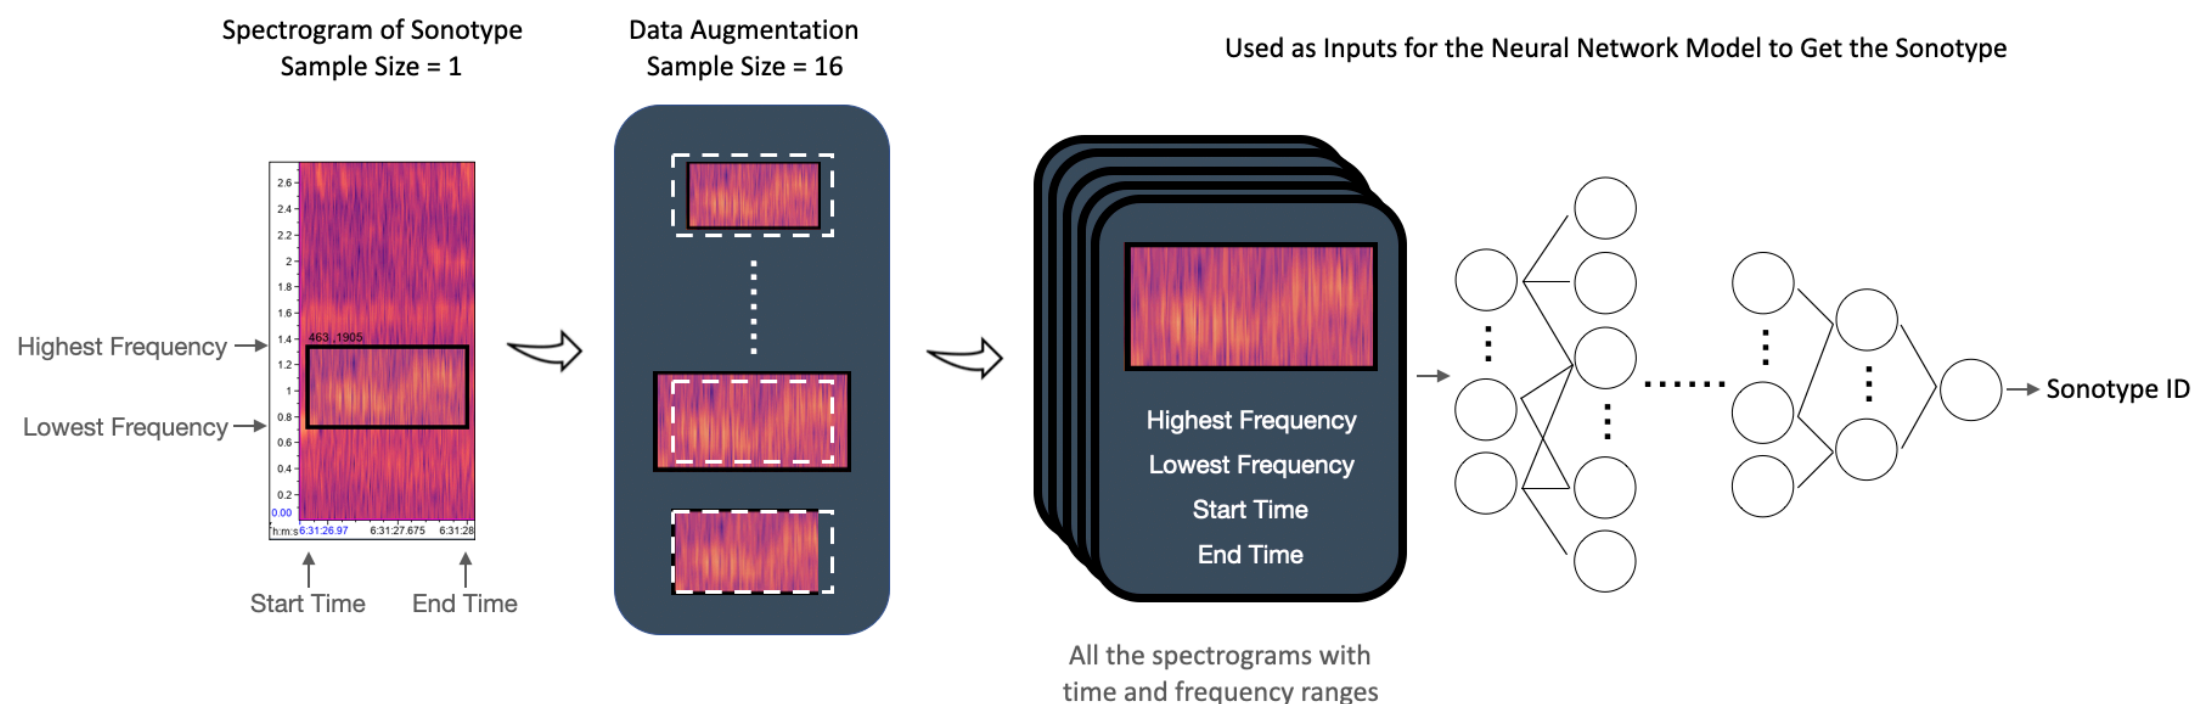 Spectrogram of Sonotype
Sample Size = 1
Data Augmentation
Sample Size = 16
Used as Inputs for the Neural Network Model to Get the Sonotype
2.6
2.4
2.2
2
1.8
1.6
1.4
1.2
1
0.8
0.6
0.4
0.2
0.00
463 ,1905
h:m:s 6:31:26.97 6:31:27.675 6:31:28
Highest Frequency
Lowest Frequency
Start Time
End Time
Highest Frequency
Lowest Frequency
Start Time
End Time
Sonotype ID
All the spectrograms with
time and frequency ranges